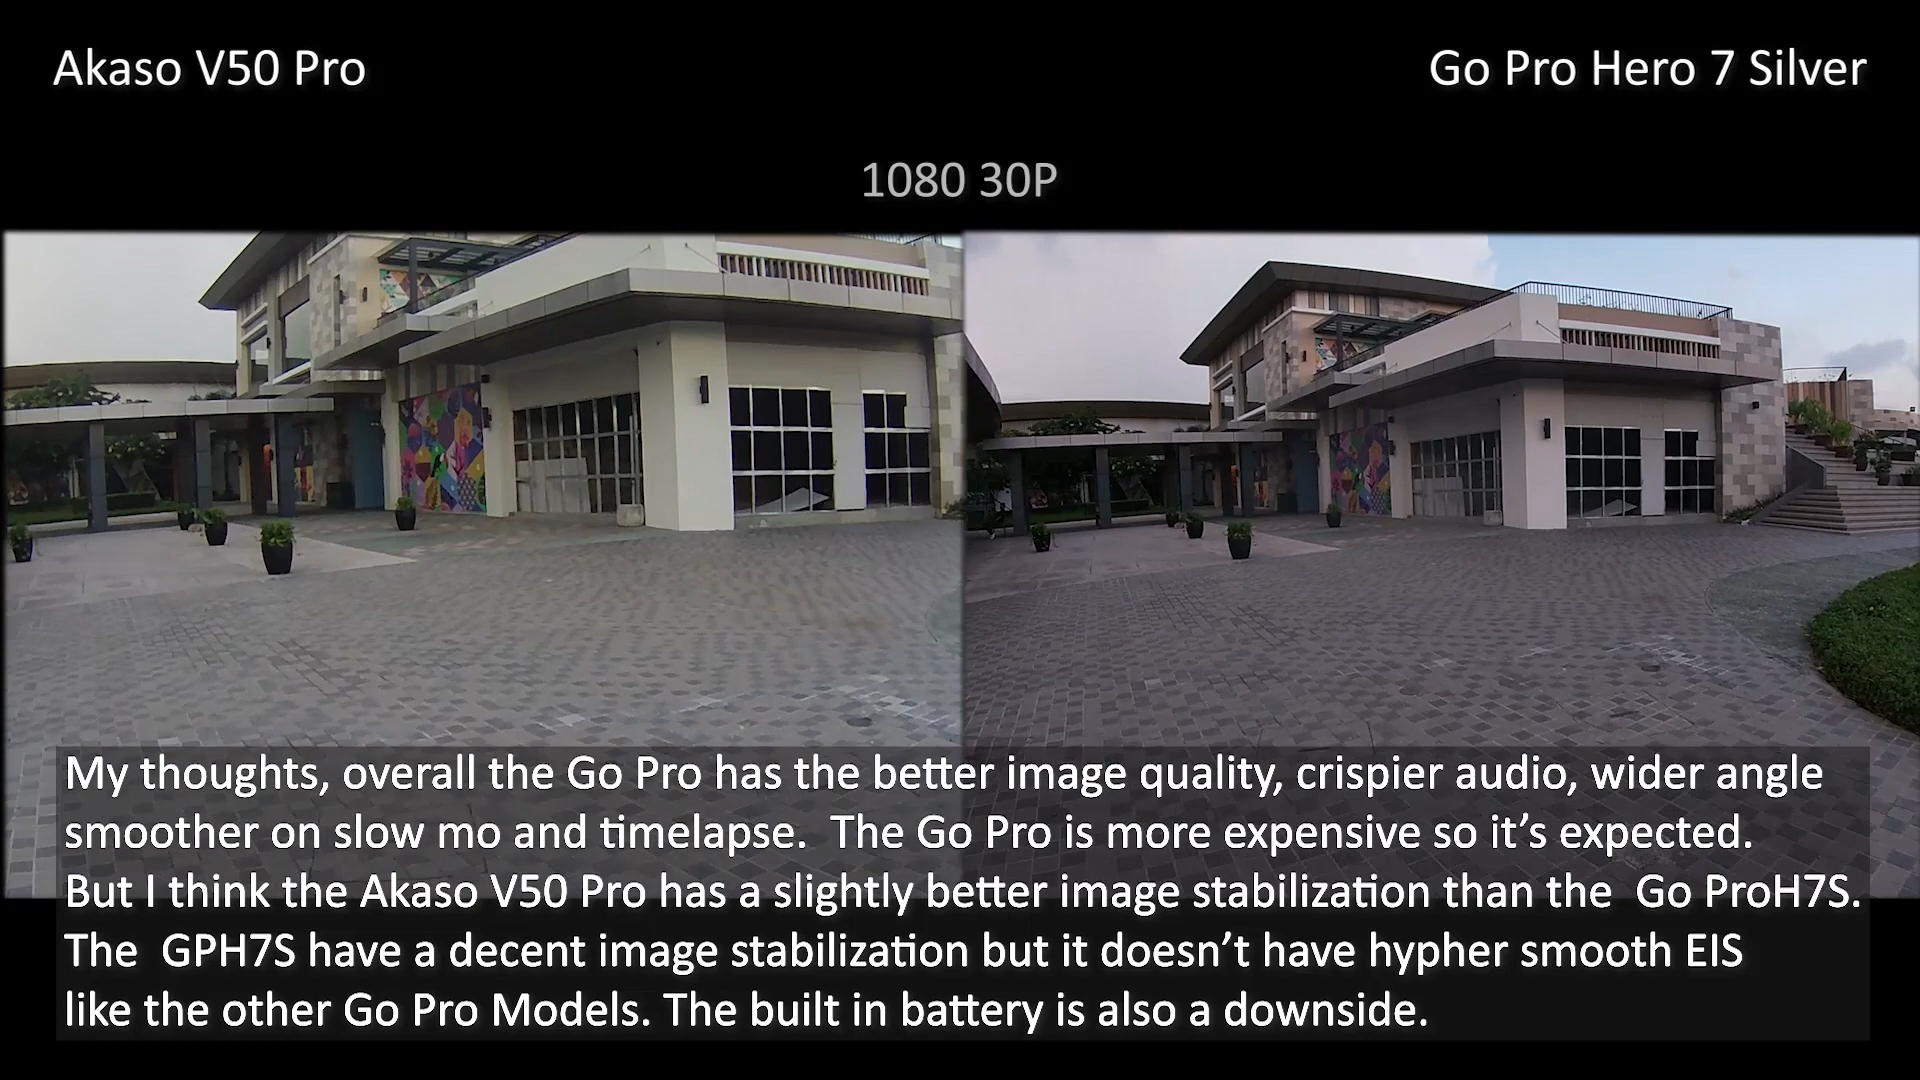 Akaso V50 Pro
Go Pro Hero 7 Silver
1080 30P
My thoughts, overall the Go Pro has the better image quality, crispier audio, wider angle
smoother on slow mo and timelapse.  The Go Pro is more expensive so it’s expected.
But I think the Akaso V50 Pro has a slightly better image stabilization than the  Go ProH7S.
The  GPH7S have a decent image stabilization but it doesn’t have hypher smooth EIS
like the other Go Pro Models. The built in battery is also a downside.